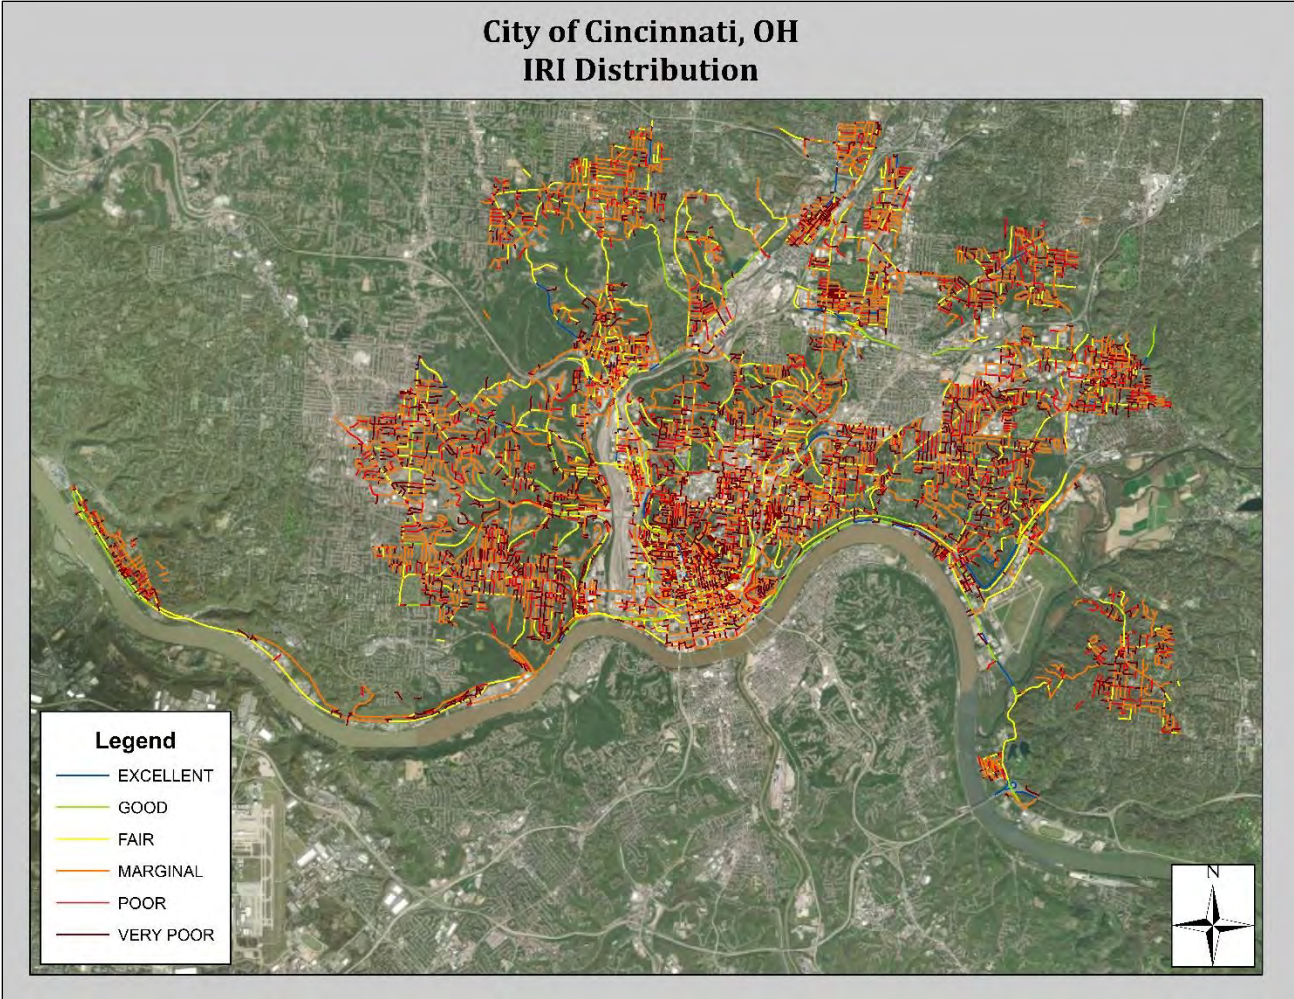 City of Cincinnati, OH
IRI Distribution
Legend
EXCELLENT
GOOD
FAIR
MARGINAL
POOR
VERY POOR
N